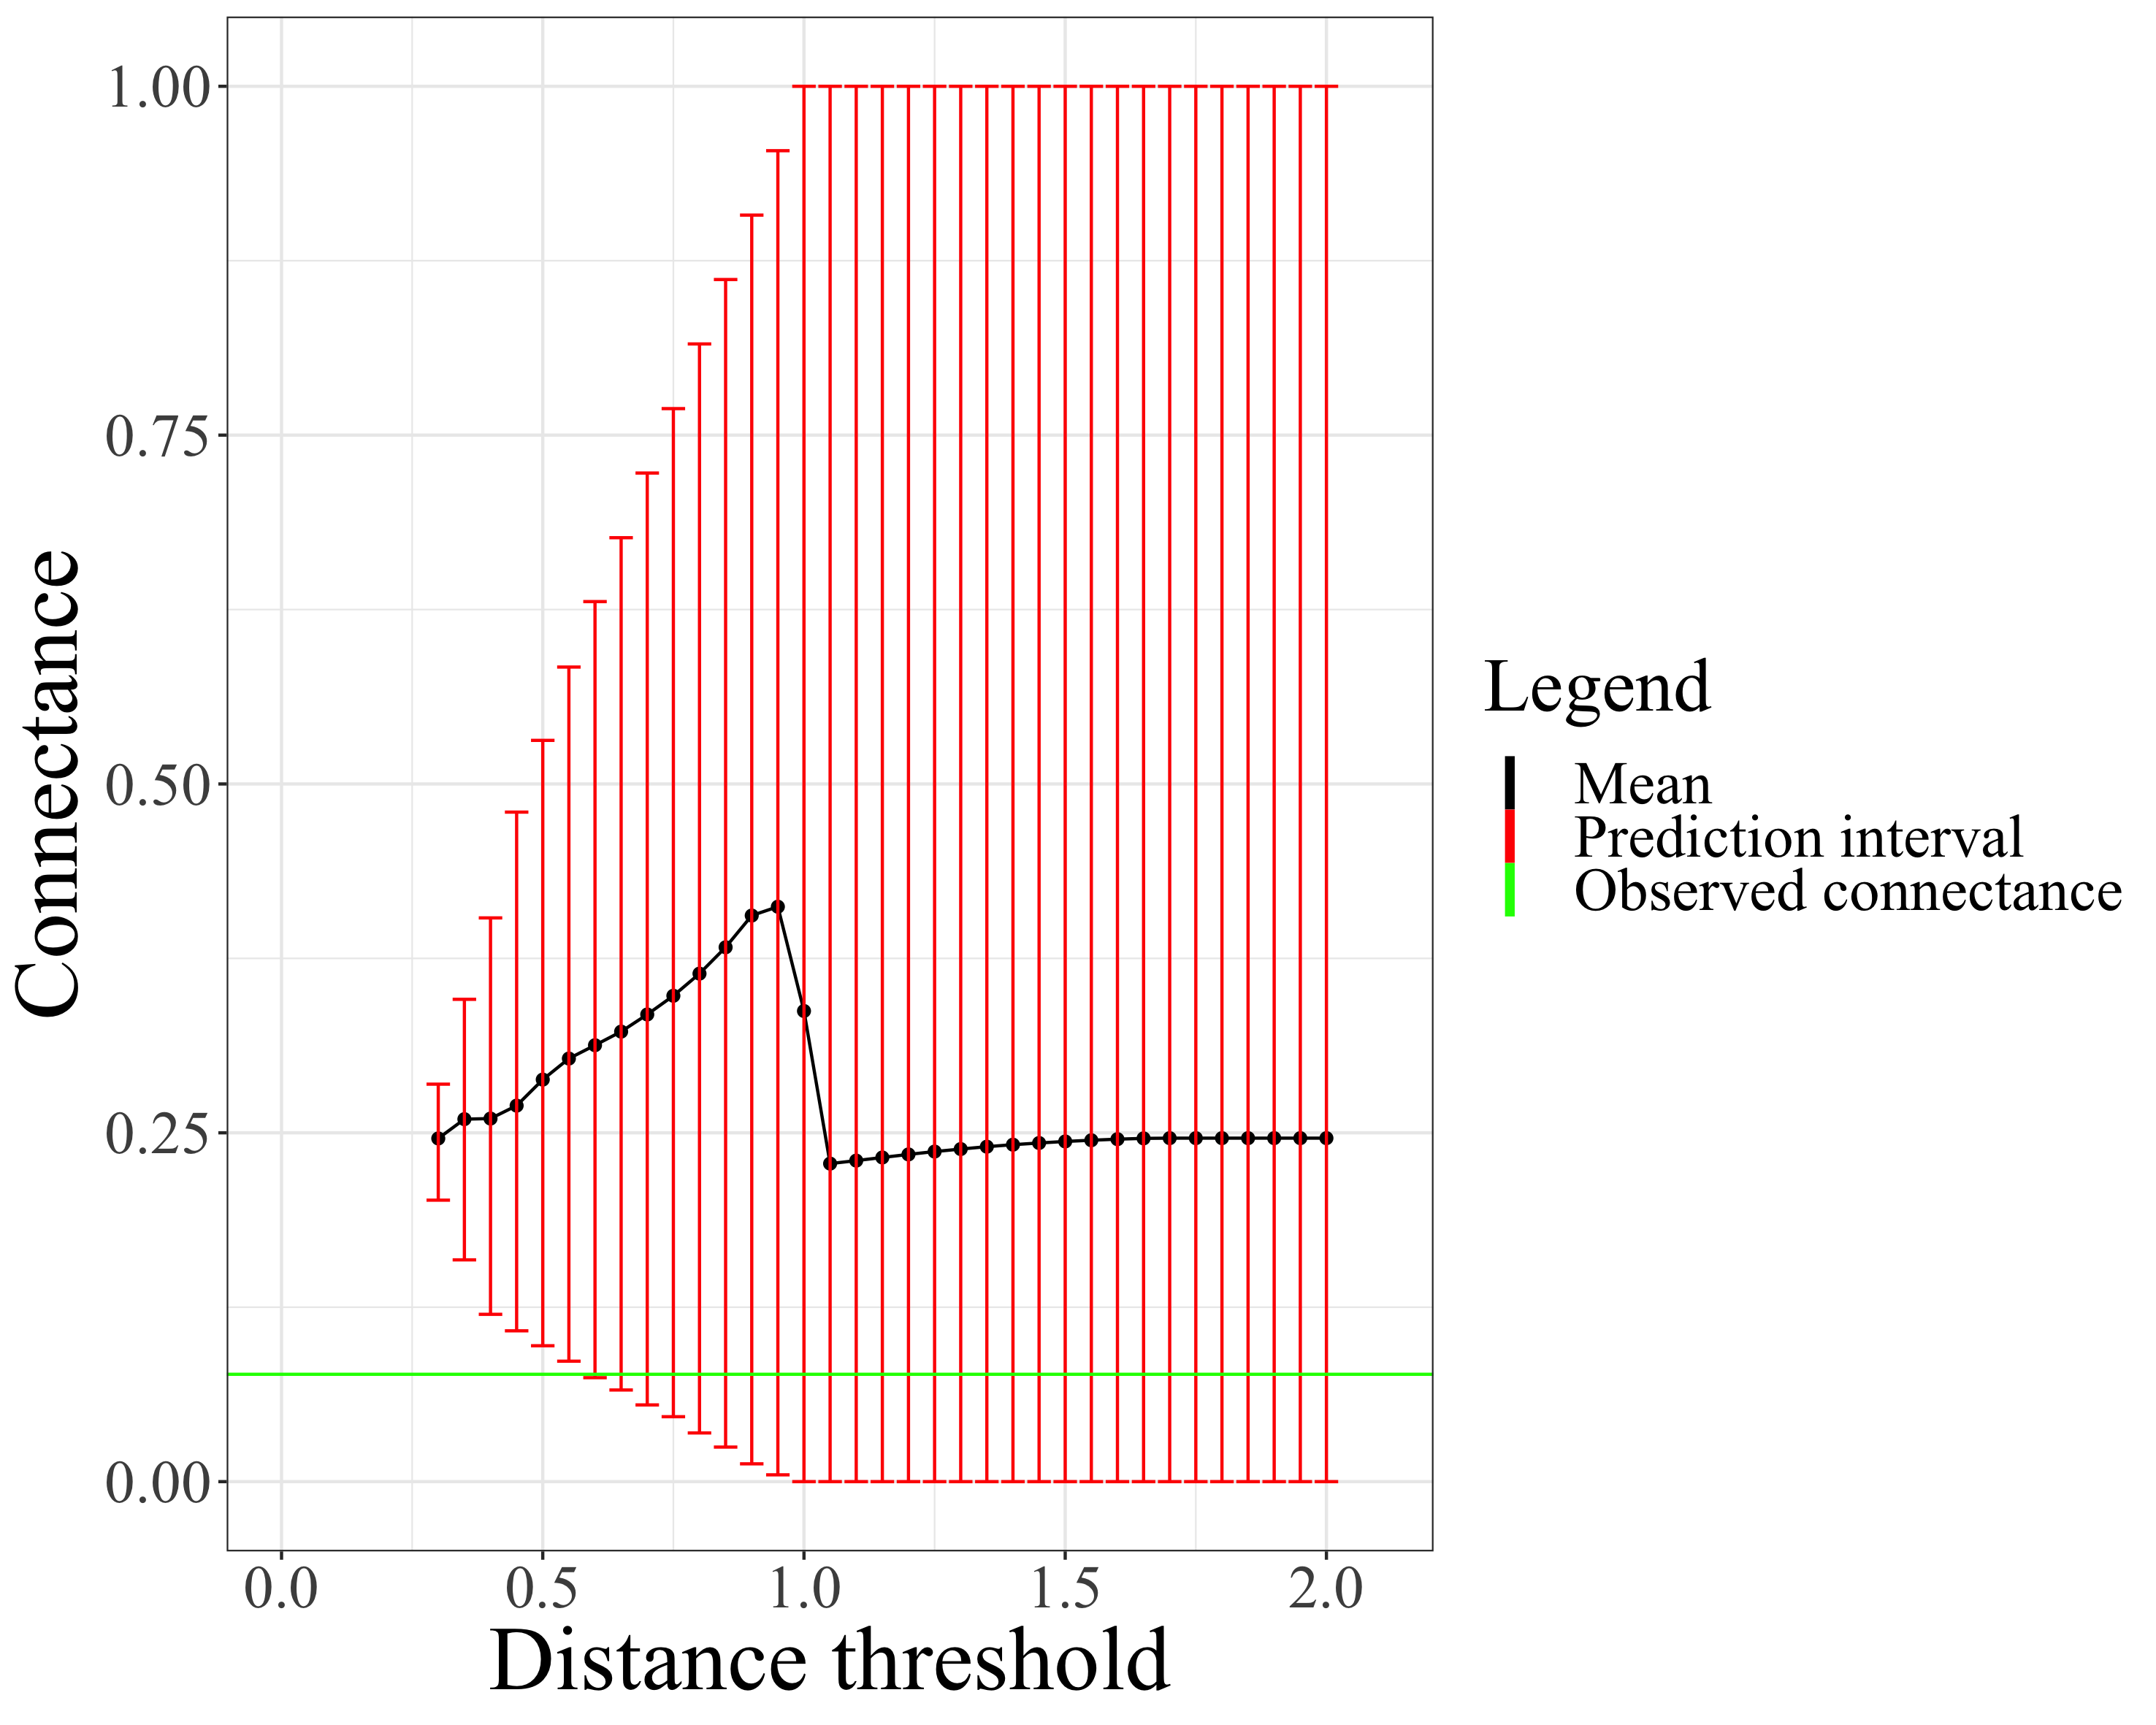 1.00
0.75
0.50
0.25
0.00
Connectance
0.0 0.5 1.0 1.5 2.0
Distance threshold
Legend
Mean
Prediction interval
Observed connectance